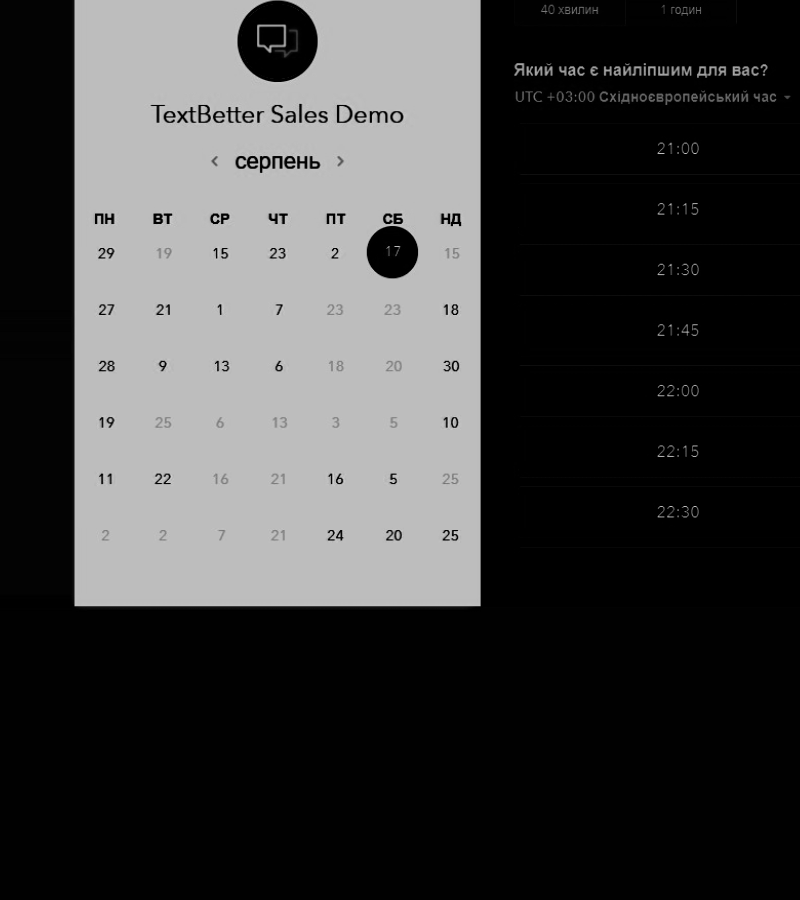 TextBetter Sales Demo
серпень
ПН ВТ СР ЧТ ПТ СБ НД
29 19 15 23 2 17 15
27 21 1 7 23 23 18
28 9 13 6 18 20 30
19 25 6 13 3 5 10
11 22 16 21 16 5 25
2 2 7 21 24 20 25
40 хвилин 1 годин
Який час є найліпшим для вас?
UTC +03:00 Східноєвропейський час
21:00
21:15
21:30
21:45
22:00
22:15
22:30